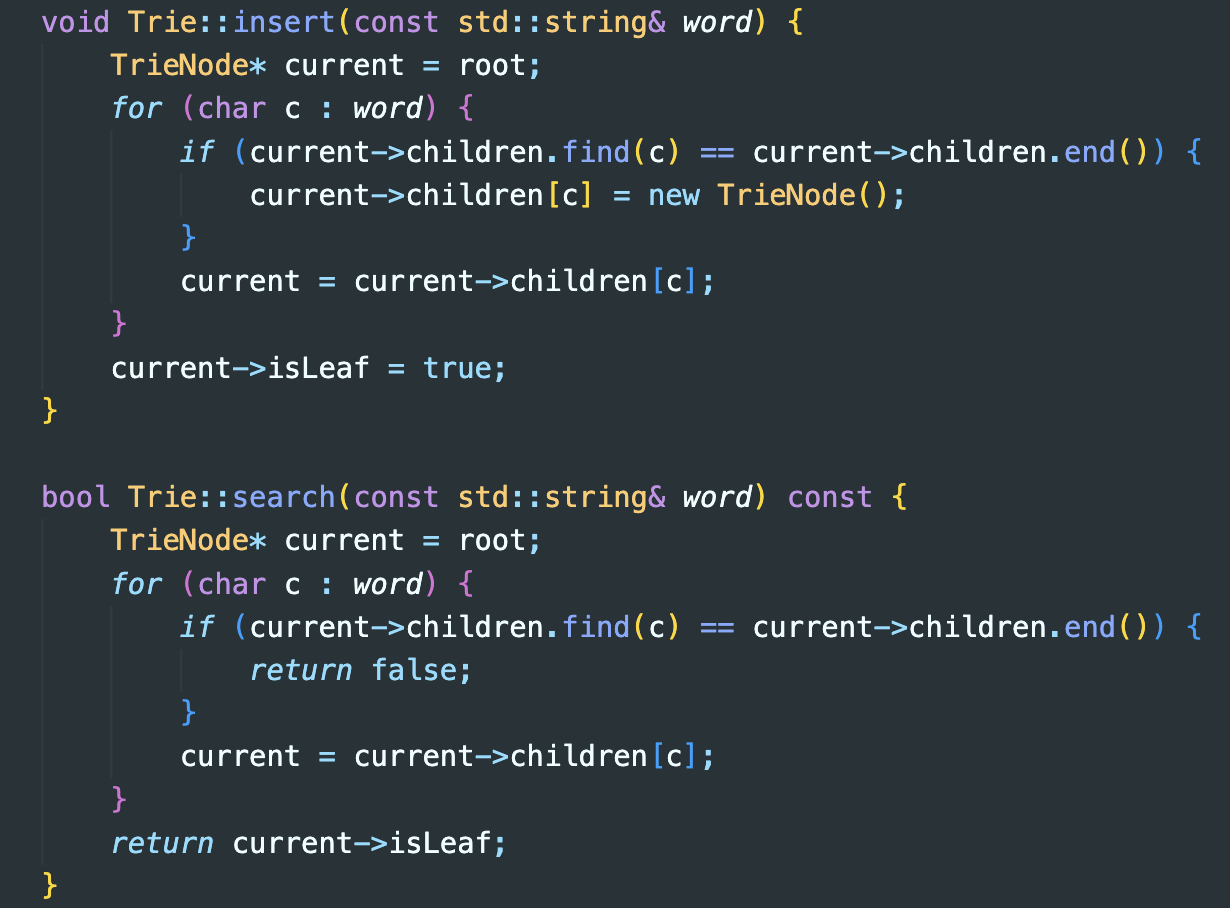 void Trie::insert(const std::string& word) {
    TrieNode* current = root;
    for (char c : word) {
        if (current->children.find(c) == current->children.end()) {
            current->children[c] = new TrieNode();
        }
        current = current->children[c];
    }
    current->isLeaf = true;
}

bool Trie::search(const std::string& word) const {
    TrieNode* current = root;
    for (char c : word) {
        if (current->children.find(c) == current->children.end()) {
            return false;
        }
        current = current->children[c];
    }
    return current->isLeaf;
}